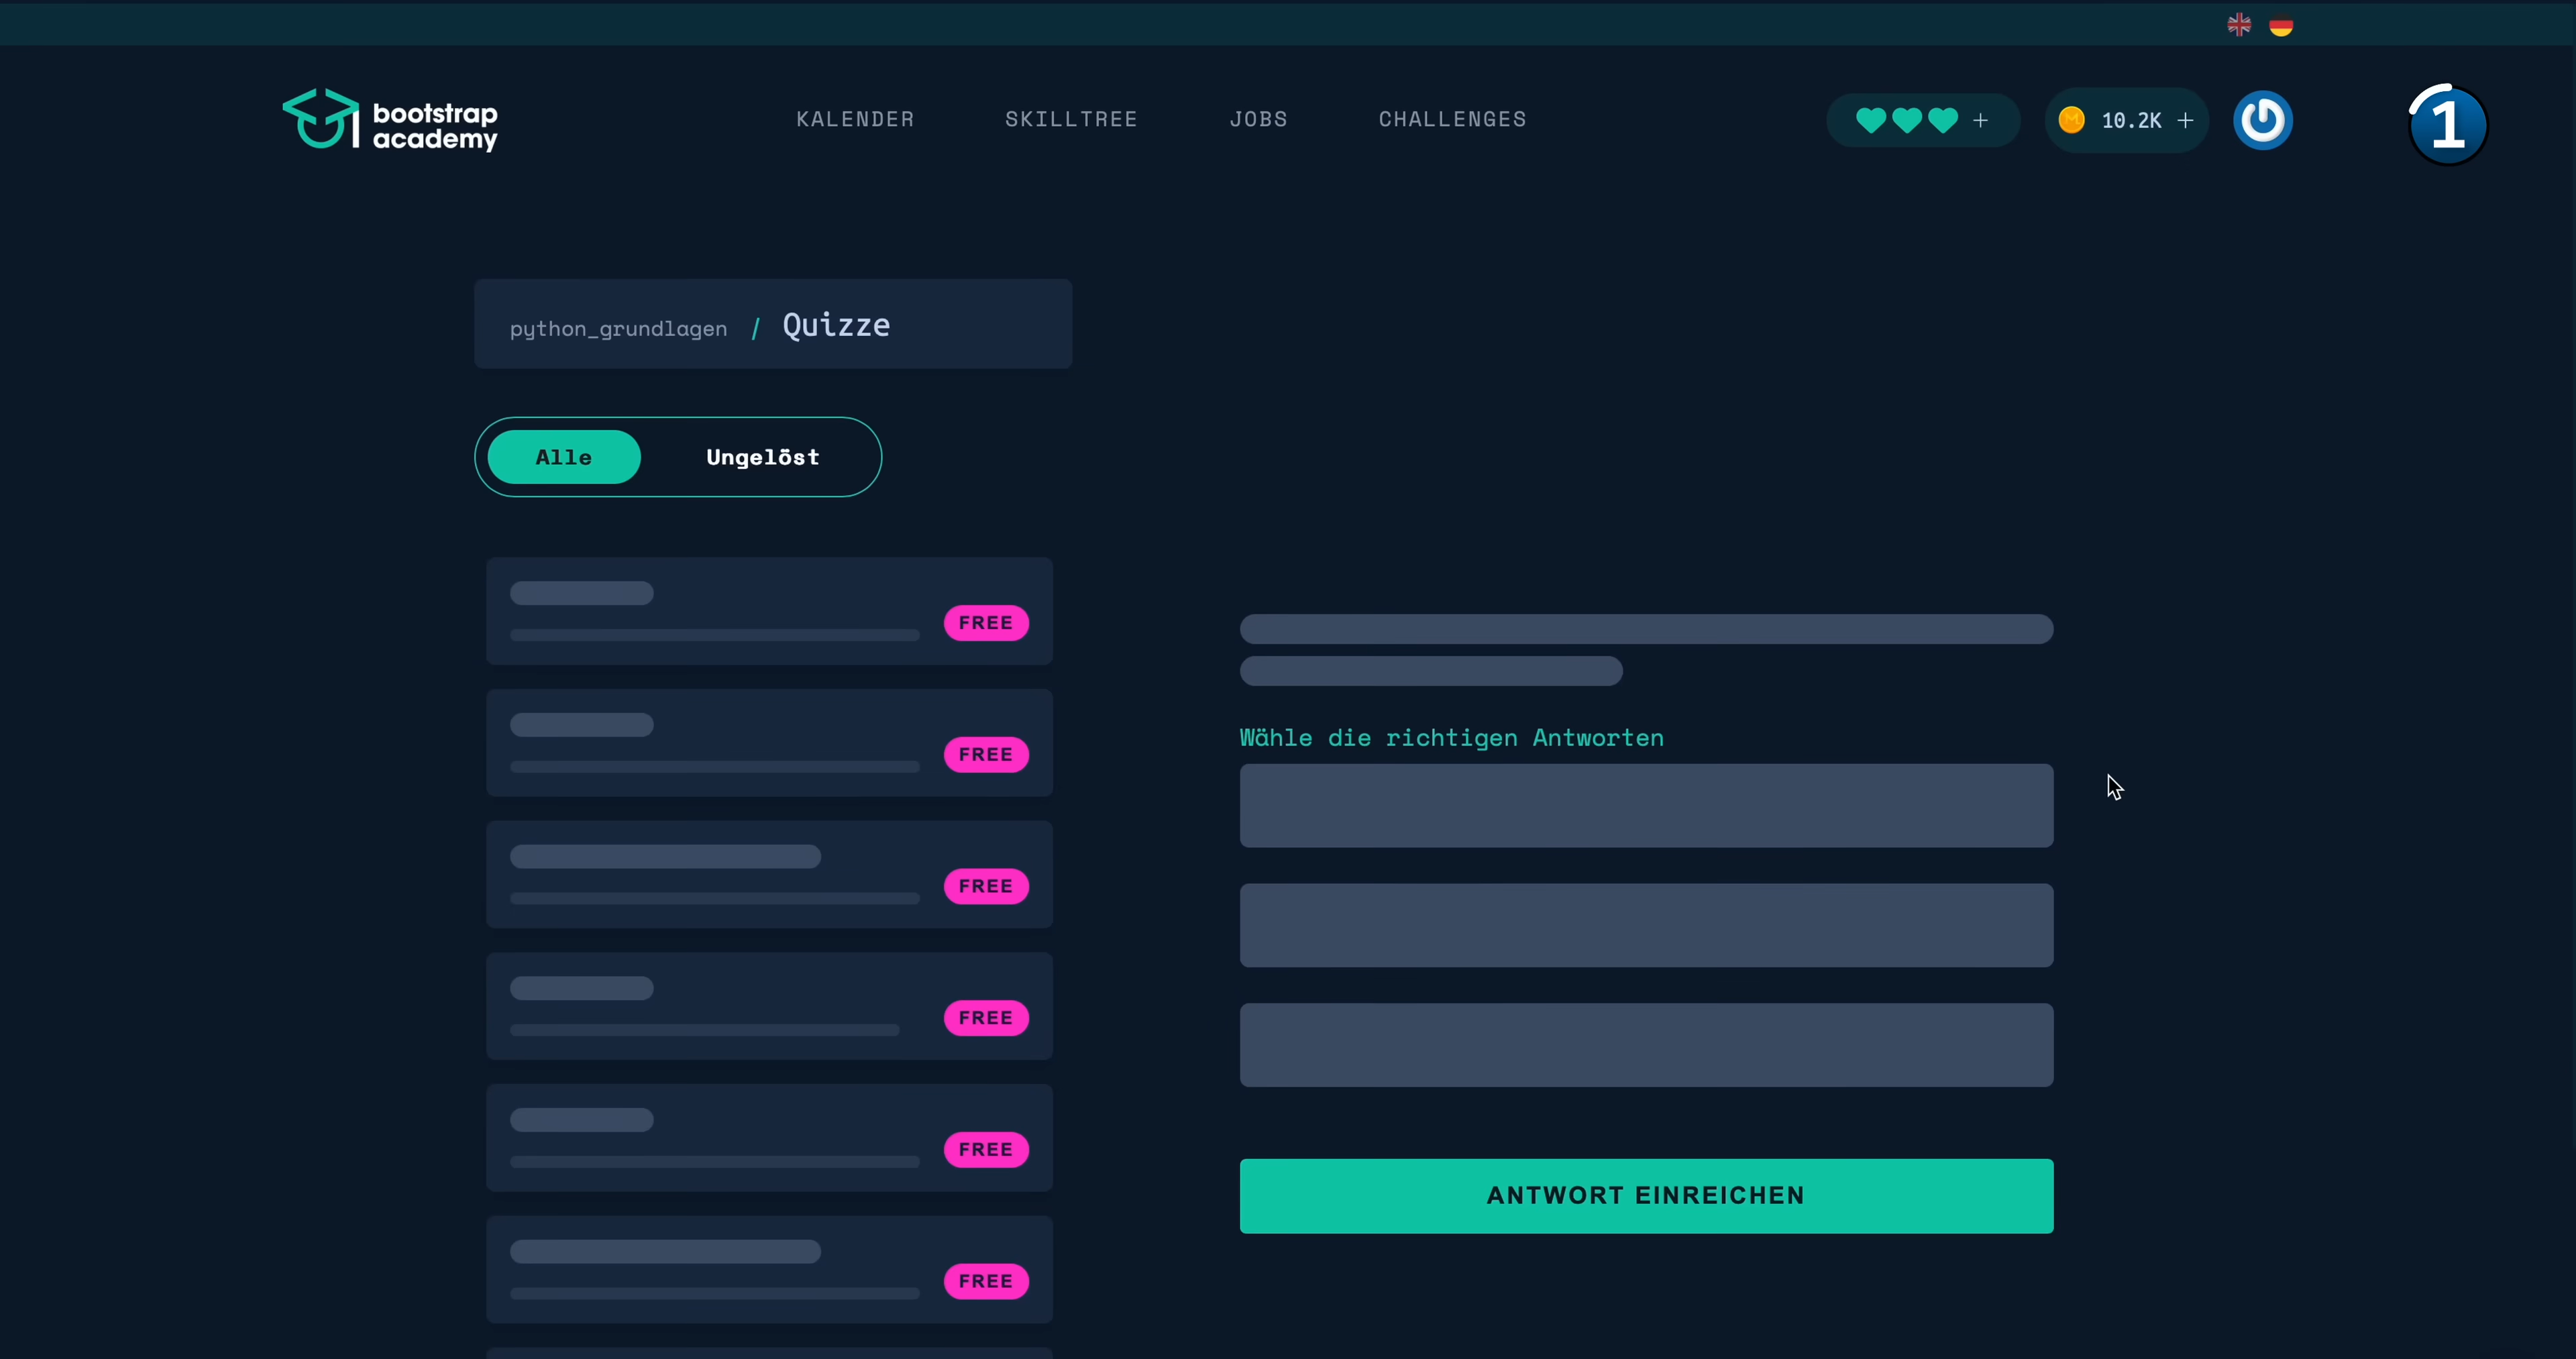 bootstrap
academy
KALENDER
SKILLTREE
JOBS
CHALLENGES
+
10.2K +
1
python_grundlagen / Quizze
Alle
Ungelöst
FREE
FREE
FREE
FREE
FREE
FREE
Wähle die richtigen Antworten
ANTWORT EINREICHEN